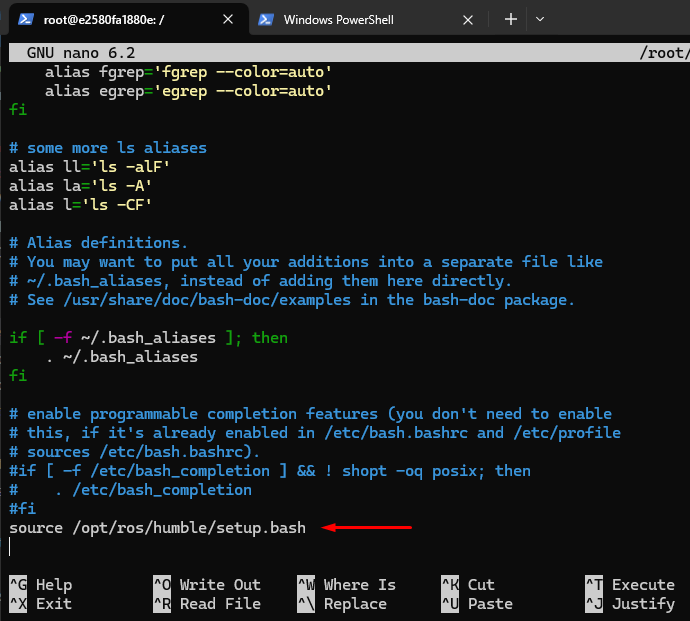 root@e2580fa1880e: /
Windows PowerShell
GNU nano 6.2 /root/
    alias fgrep='fgrep --color=auto'
    alias egrep='egrep --color=auto'
fi

# some more ls aliases
alias ll='ls -alF'
alias la='ls -A'
alias l='ls -CF'

# Alias definitions.
# You may want to put all your additions into a separate file like
# ~/.bash_aliases, instead of adding them here directly.
# See /usr/share/doc/bash-doc/examples in the bash-doc package.

if [ -f ~/.bash_aliases ]; then
    . ~/.bash_aliases
fi

# enable programmable completion features (you don't need to enable
# this, if it's already enabled in /etc/bash.bashrc and /etc/profile
# sources /etc/bash.bashrc).
#if [ -f /etc/bash_completion ] && ! shopt -oq posix; then
#    . /etc/bash_completion
#fi
source /opt/ros/humble/setup.bash

^G Help ^O Write Out ^W Where Is ^K Cut ^T Execute
^X Exit ^R Read File ^\ Replace ^U Paste ^J Justify